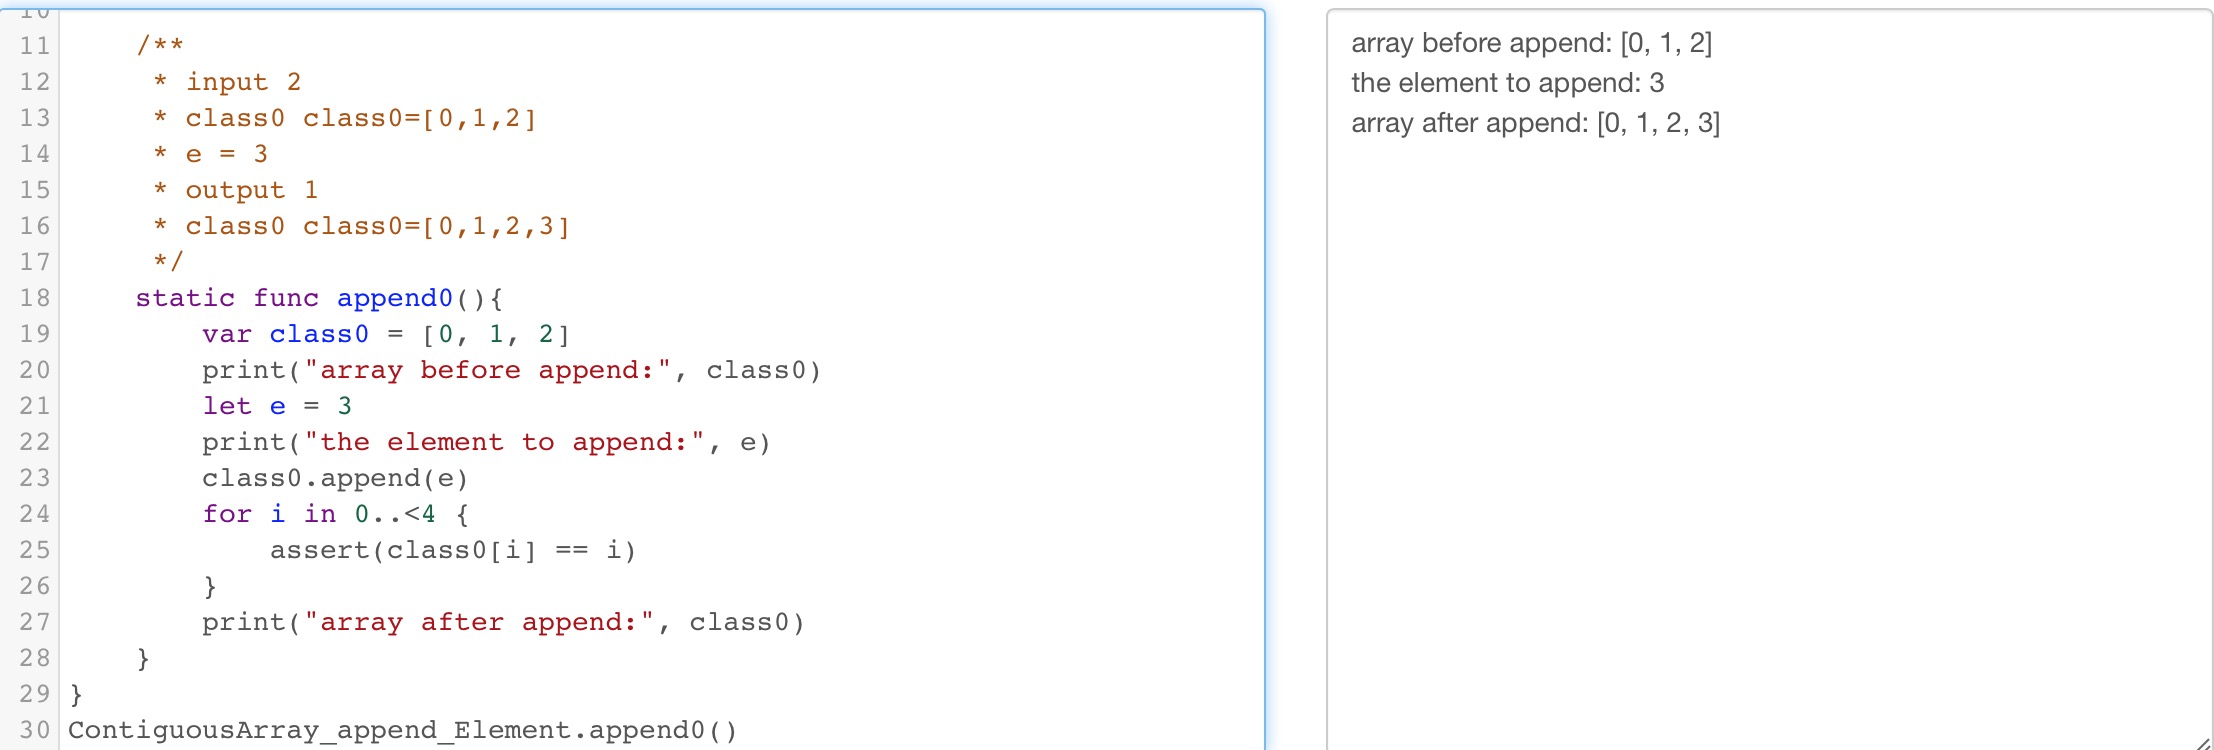 10
11 /**
12 * input 2
13 * class0 class0=[0,1,2]
14 * e = 3
15 * output 1
16 * class0 class0=[0,1,2,3]
17 */
18 static func append0(){
19 var class0 = [0, 1, 2]
20 print("array before append:", class0)
21 let e = 3
22 print("the element to append:", e)
23 class0.append(e)
24 for i in 0..<4 {
25 assert(class0[i] == i)
26 }
27 print("array after append:", class0)
28 }
29 }
30 ContiguousArray_append_Element.append0()
array before append: [0, 1, 2]
the element to append: 3
array after append: [0, 1, 2, 3]